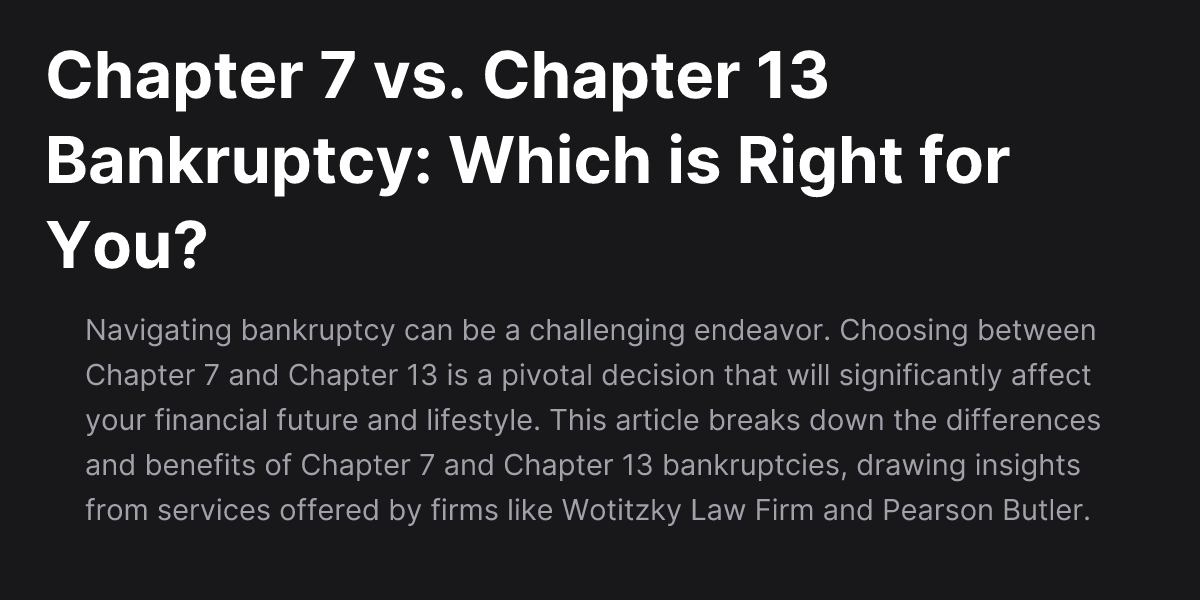 Chapter 7 vs. Chapter 13
Bankruptcy: Which is Right for
You?
Navigating bankruptcy can be a challenging endeavor. Choosing between
Chapter 7 and Chapter 13 is a pivotal decision that will significantly affect
your financial future and lifestyle. This article breaks down the differences
and benefits of Chapter 7 and Chapter 13 bankruptcies, drawing insights
from services offered by firms like Wotitzky Law Firm and Pearson Butler.